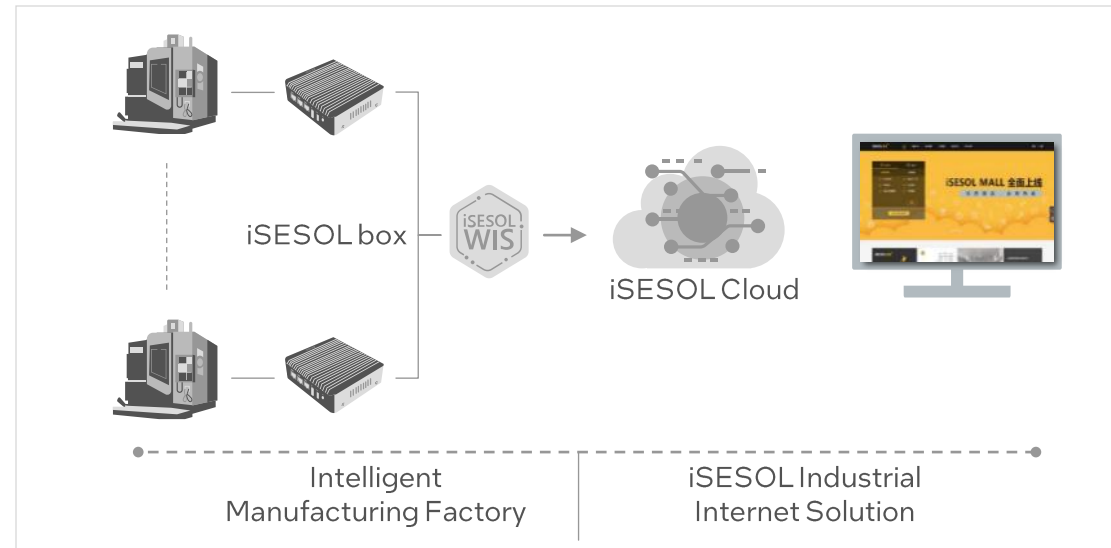 iSESOL box
iSESOL
WIS
iSESOL Cloud
iSESOL MALL 全面上线
Intelligent
Manufacturing Factory
iSESOL Industrial
Internet Solution